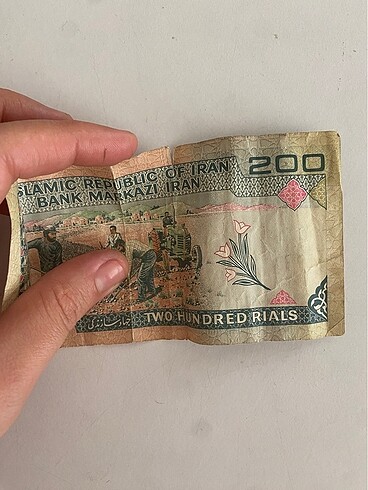 ISLAMIC REPUBLIC OF IRAN
BANK MARKAZI IRAN
200
TWO HUNDRED RIALS